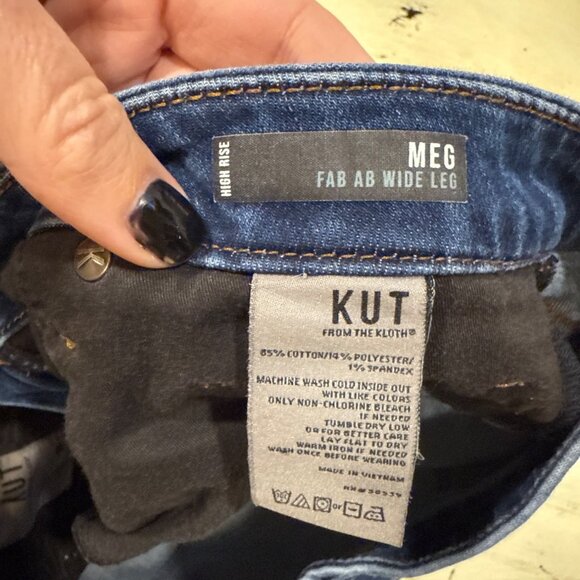 HIGH RISE
MEG
FAB AB WIDE LEG
KUT
FROM THE KLOTH®
85% COTTON/14% POLYESTER/
1% SPANDEX
MACHINE WASH COLD INSIDE OUT
WITH LIKE COLORS
ONLY NON-CHLORINE BLEACH
IF NEEDED
TUMBLE DRY LOW
OR FOR BETTER CARE
LAY FLAT TO DRY
WARM IRON IF NEEDED
WASH ONCE BEFORE WEARING
MADE IN VIETNAM
OR
KUT
K